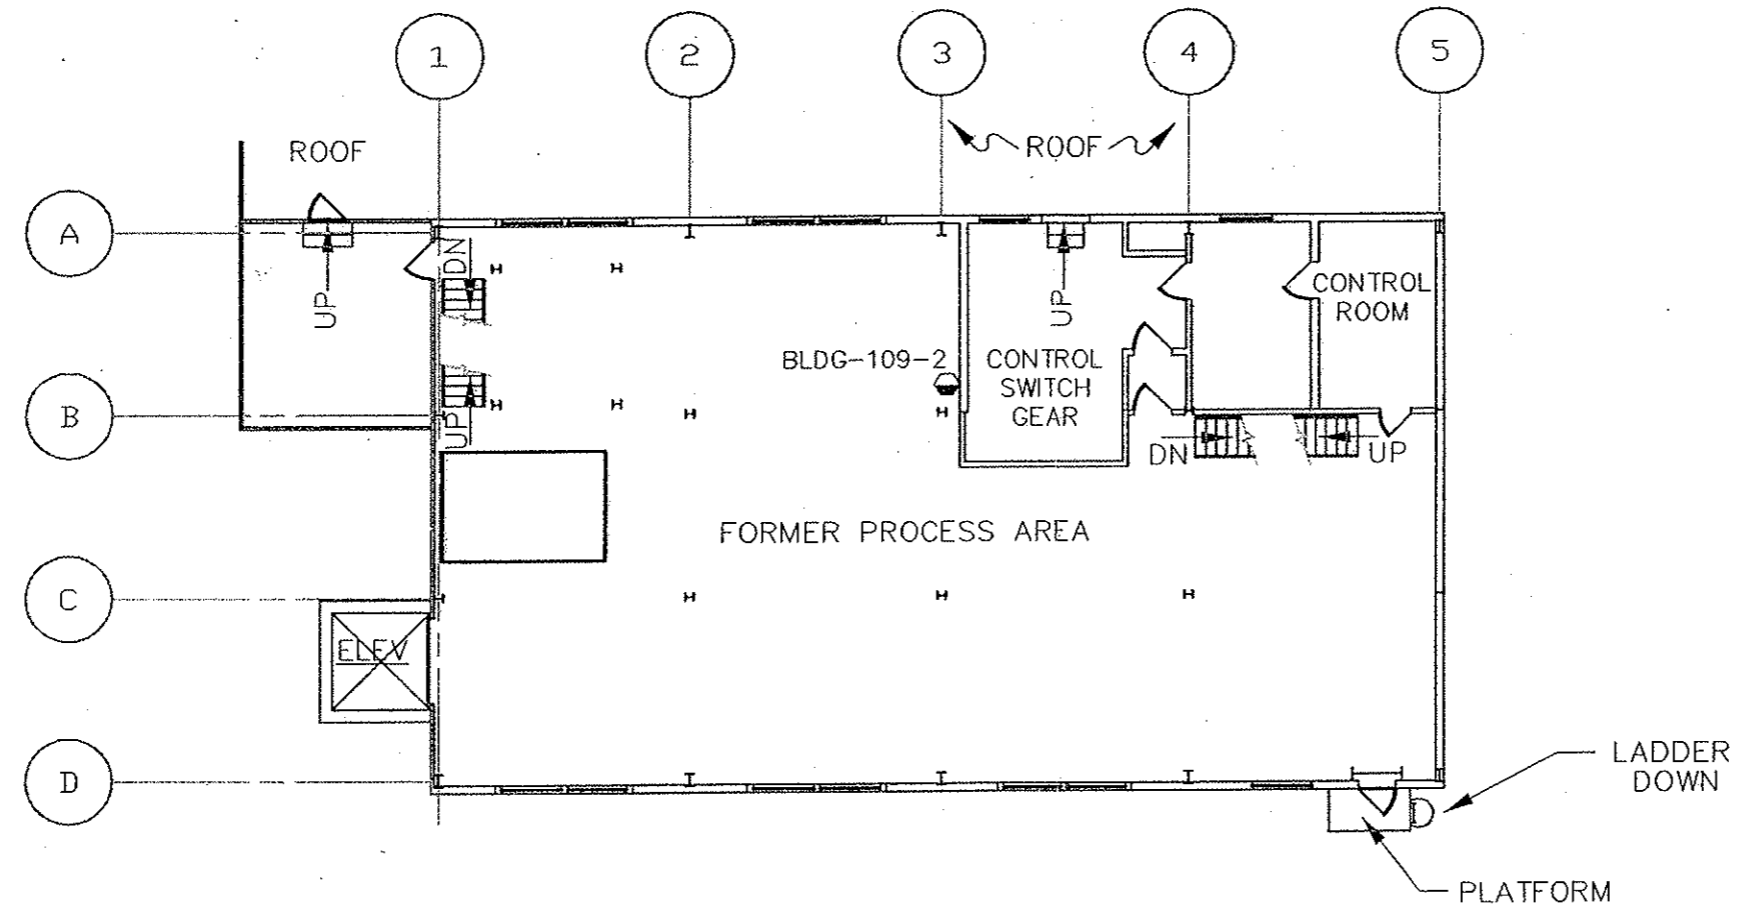 1
2
3
4
5
ROOF
ROOF
A
DN
UP
UP
CONTROL
ROOM
BLDG-109-2
CONTROL
SWITCH
GEAR
B
UP
DN
UP
FORMER PROCESS AREA
C
ELEV
D
LADDER
DOWN
PLATFORM